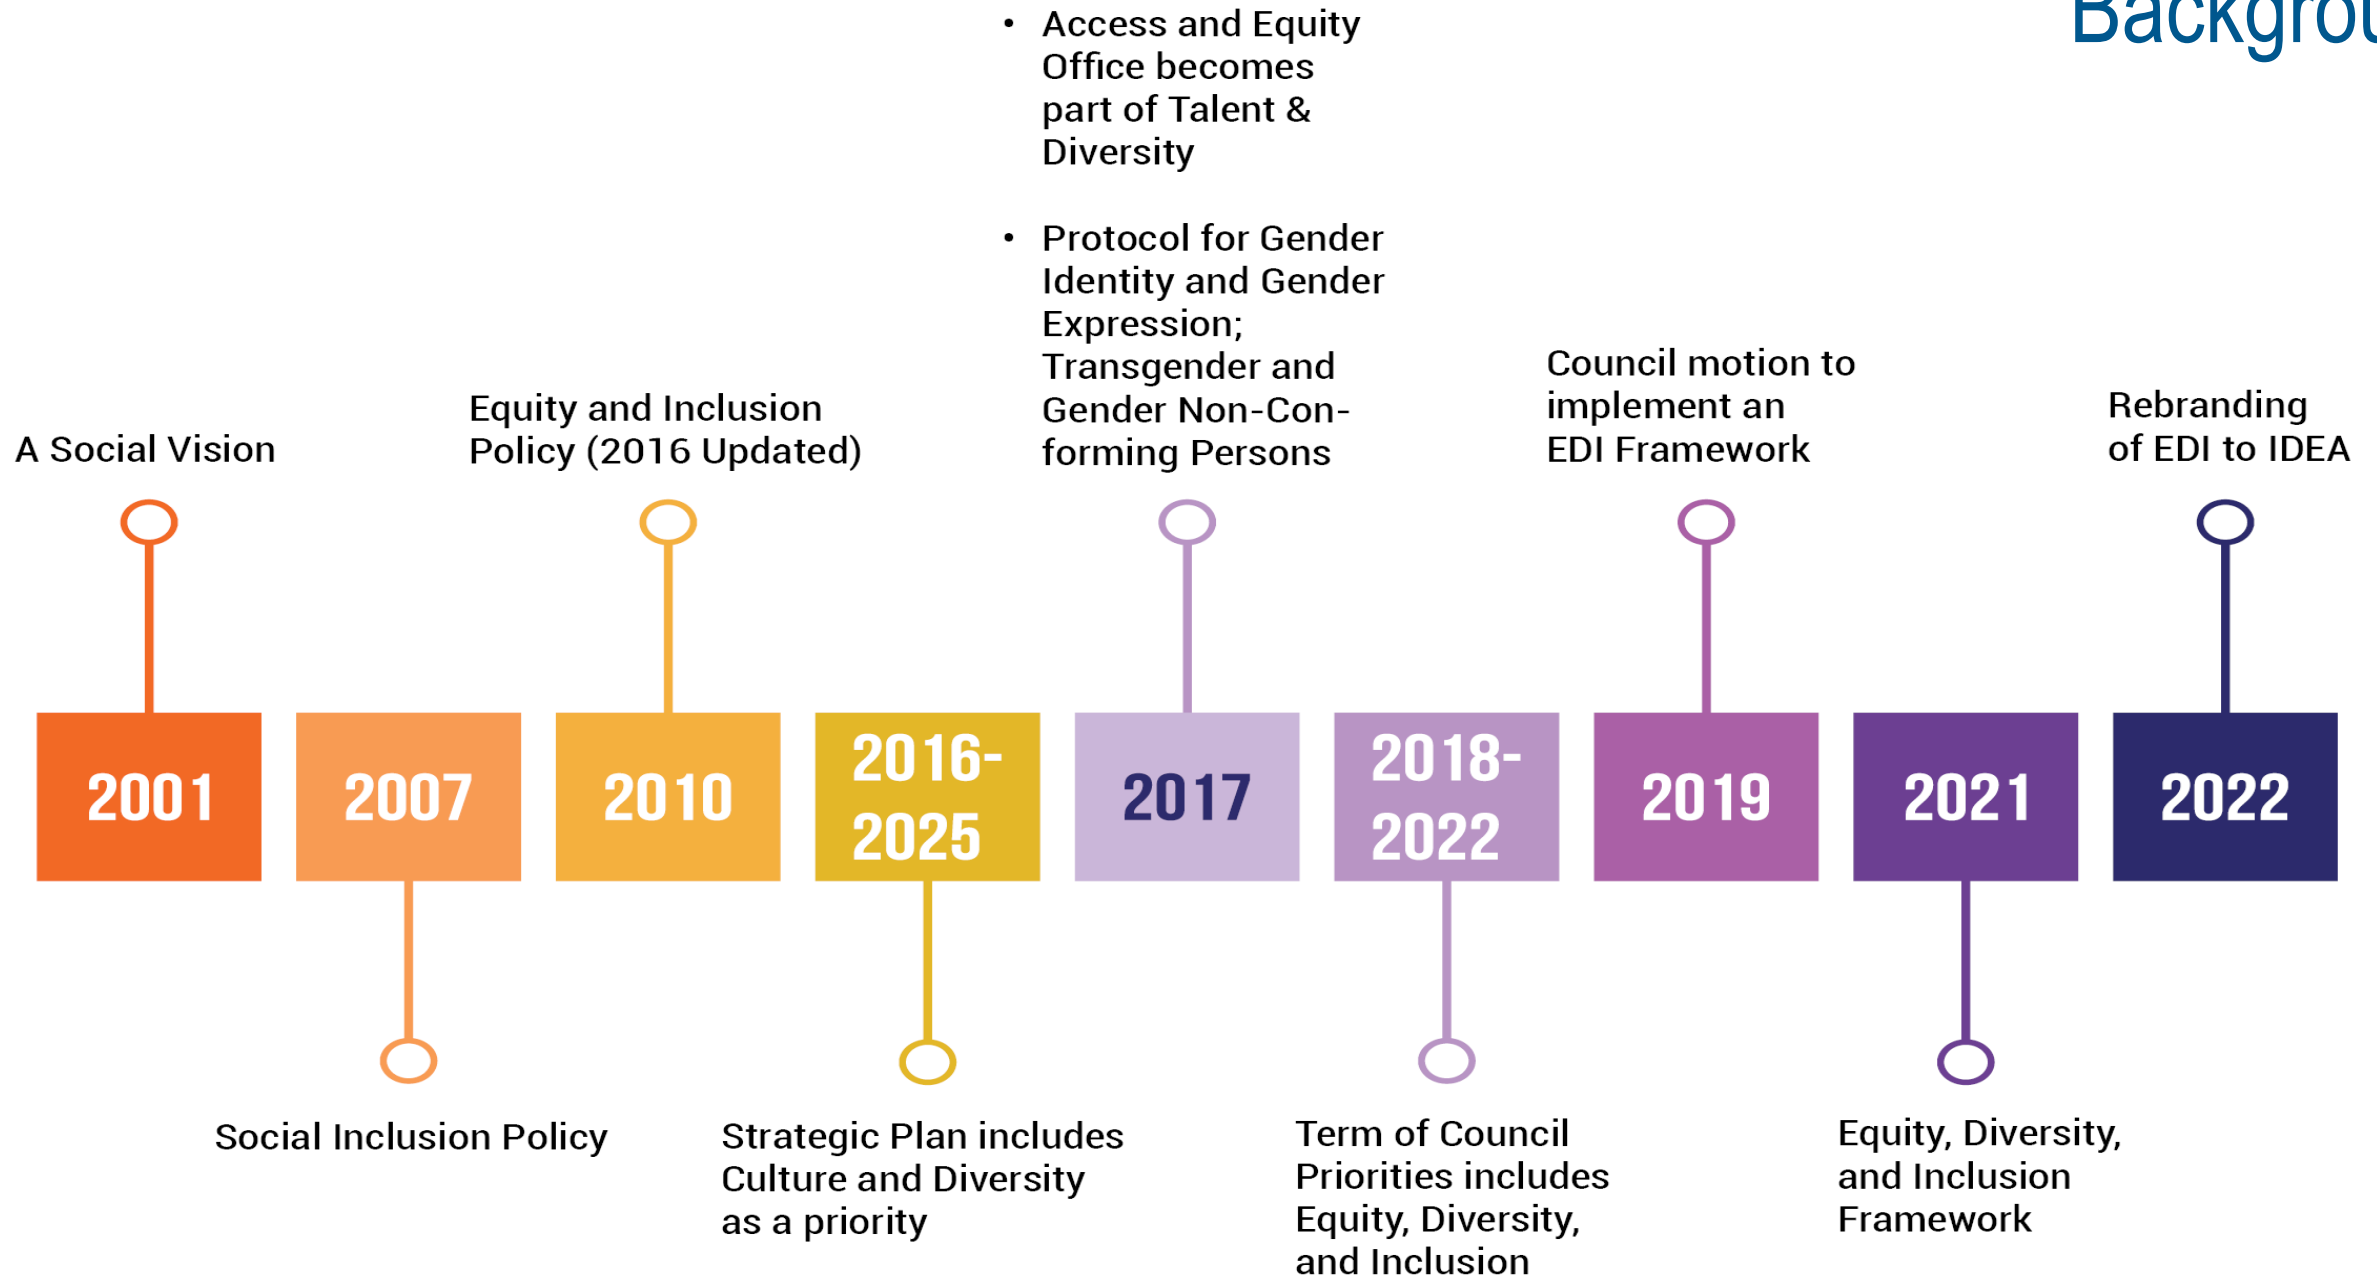 Backgrou
• Access and Equity
Office becomes
part of Talent &
Diversity
• Protocol for Gender
Identity and Gender
Expression;
Transgender and
Gender Non-Con-
forming Persons
A Social Vision
Equity and Inclusion
Policy (2016 Updated)
Council motion to
implement an
EDI Framework
Rebranding
of EDI to IDEA
2001
2007
2010
2016-
2025
2017
2018-
2022
2019
2021
2022
Social Inclusion Policy
Strategic Plan includes
Culture and Diversity
as a priority
Term of Council
Priorities includes
Equity, Diversity,
and Inclusion
Equity, Diversity,
and Inclusion
Framework